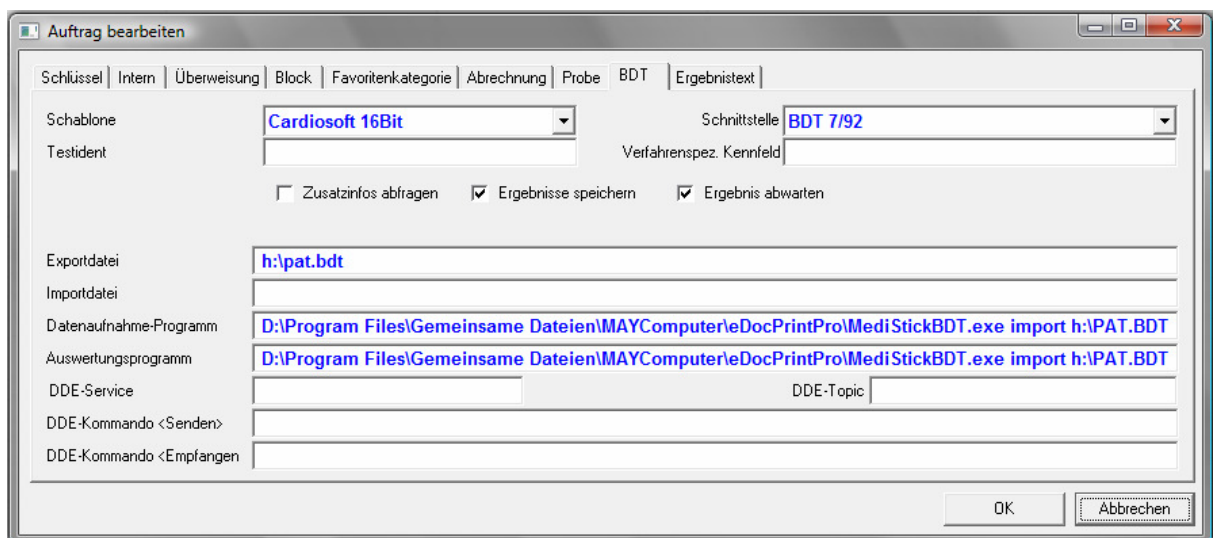 Auftrag bearbeiten
Schlüssel Intern Überweisung Block Favoritenkategorie Abrechnung Probe BDT Ergebnistext
Schablone Cardiosoft 16Bit Schnittstelle BDT 7/92
Testident Verfahrenspez. Kennfeld
Zusatzinfos abfragen Ergebnisse speichern Ergebnis abwarten
Exportdatei h:\pat.bdt
Importdatei
Datenaufnahme-Programm D:\Program Files\Gemeinsame Dateien\MAYComputer\eDocPrintPro\MediStickBDT.exe import h:\PAT.BDT
Auswertungsprogramm D:\Program Files\Gemeinsame Dateien\MAYComputer\eDocPrintPro\MediStickBDT.exe import h:\PAT.BDT
DDE-Service DDE-Topic
DDE-Kommando <Senden>
DDE-Kommando <Empfangen
OK Abbrechen